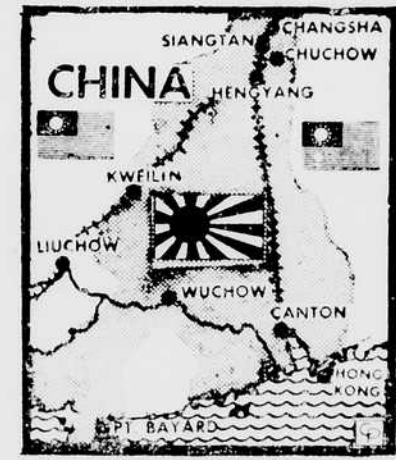 CHANGSHA
SIANGTAN
CHUCHOW
CHINA
HENGYANG
KWEILIN
LIUCHOW
WUCHOW
CANTON
HONG
KONG
PT. BAYARD